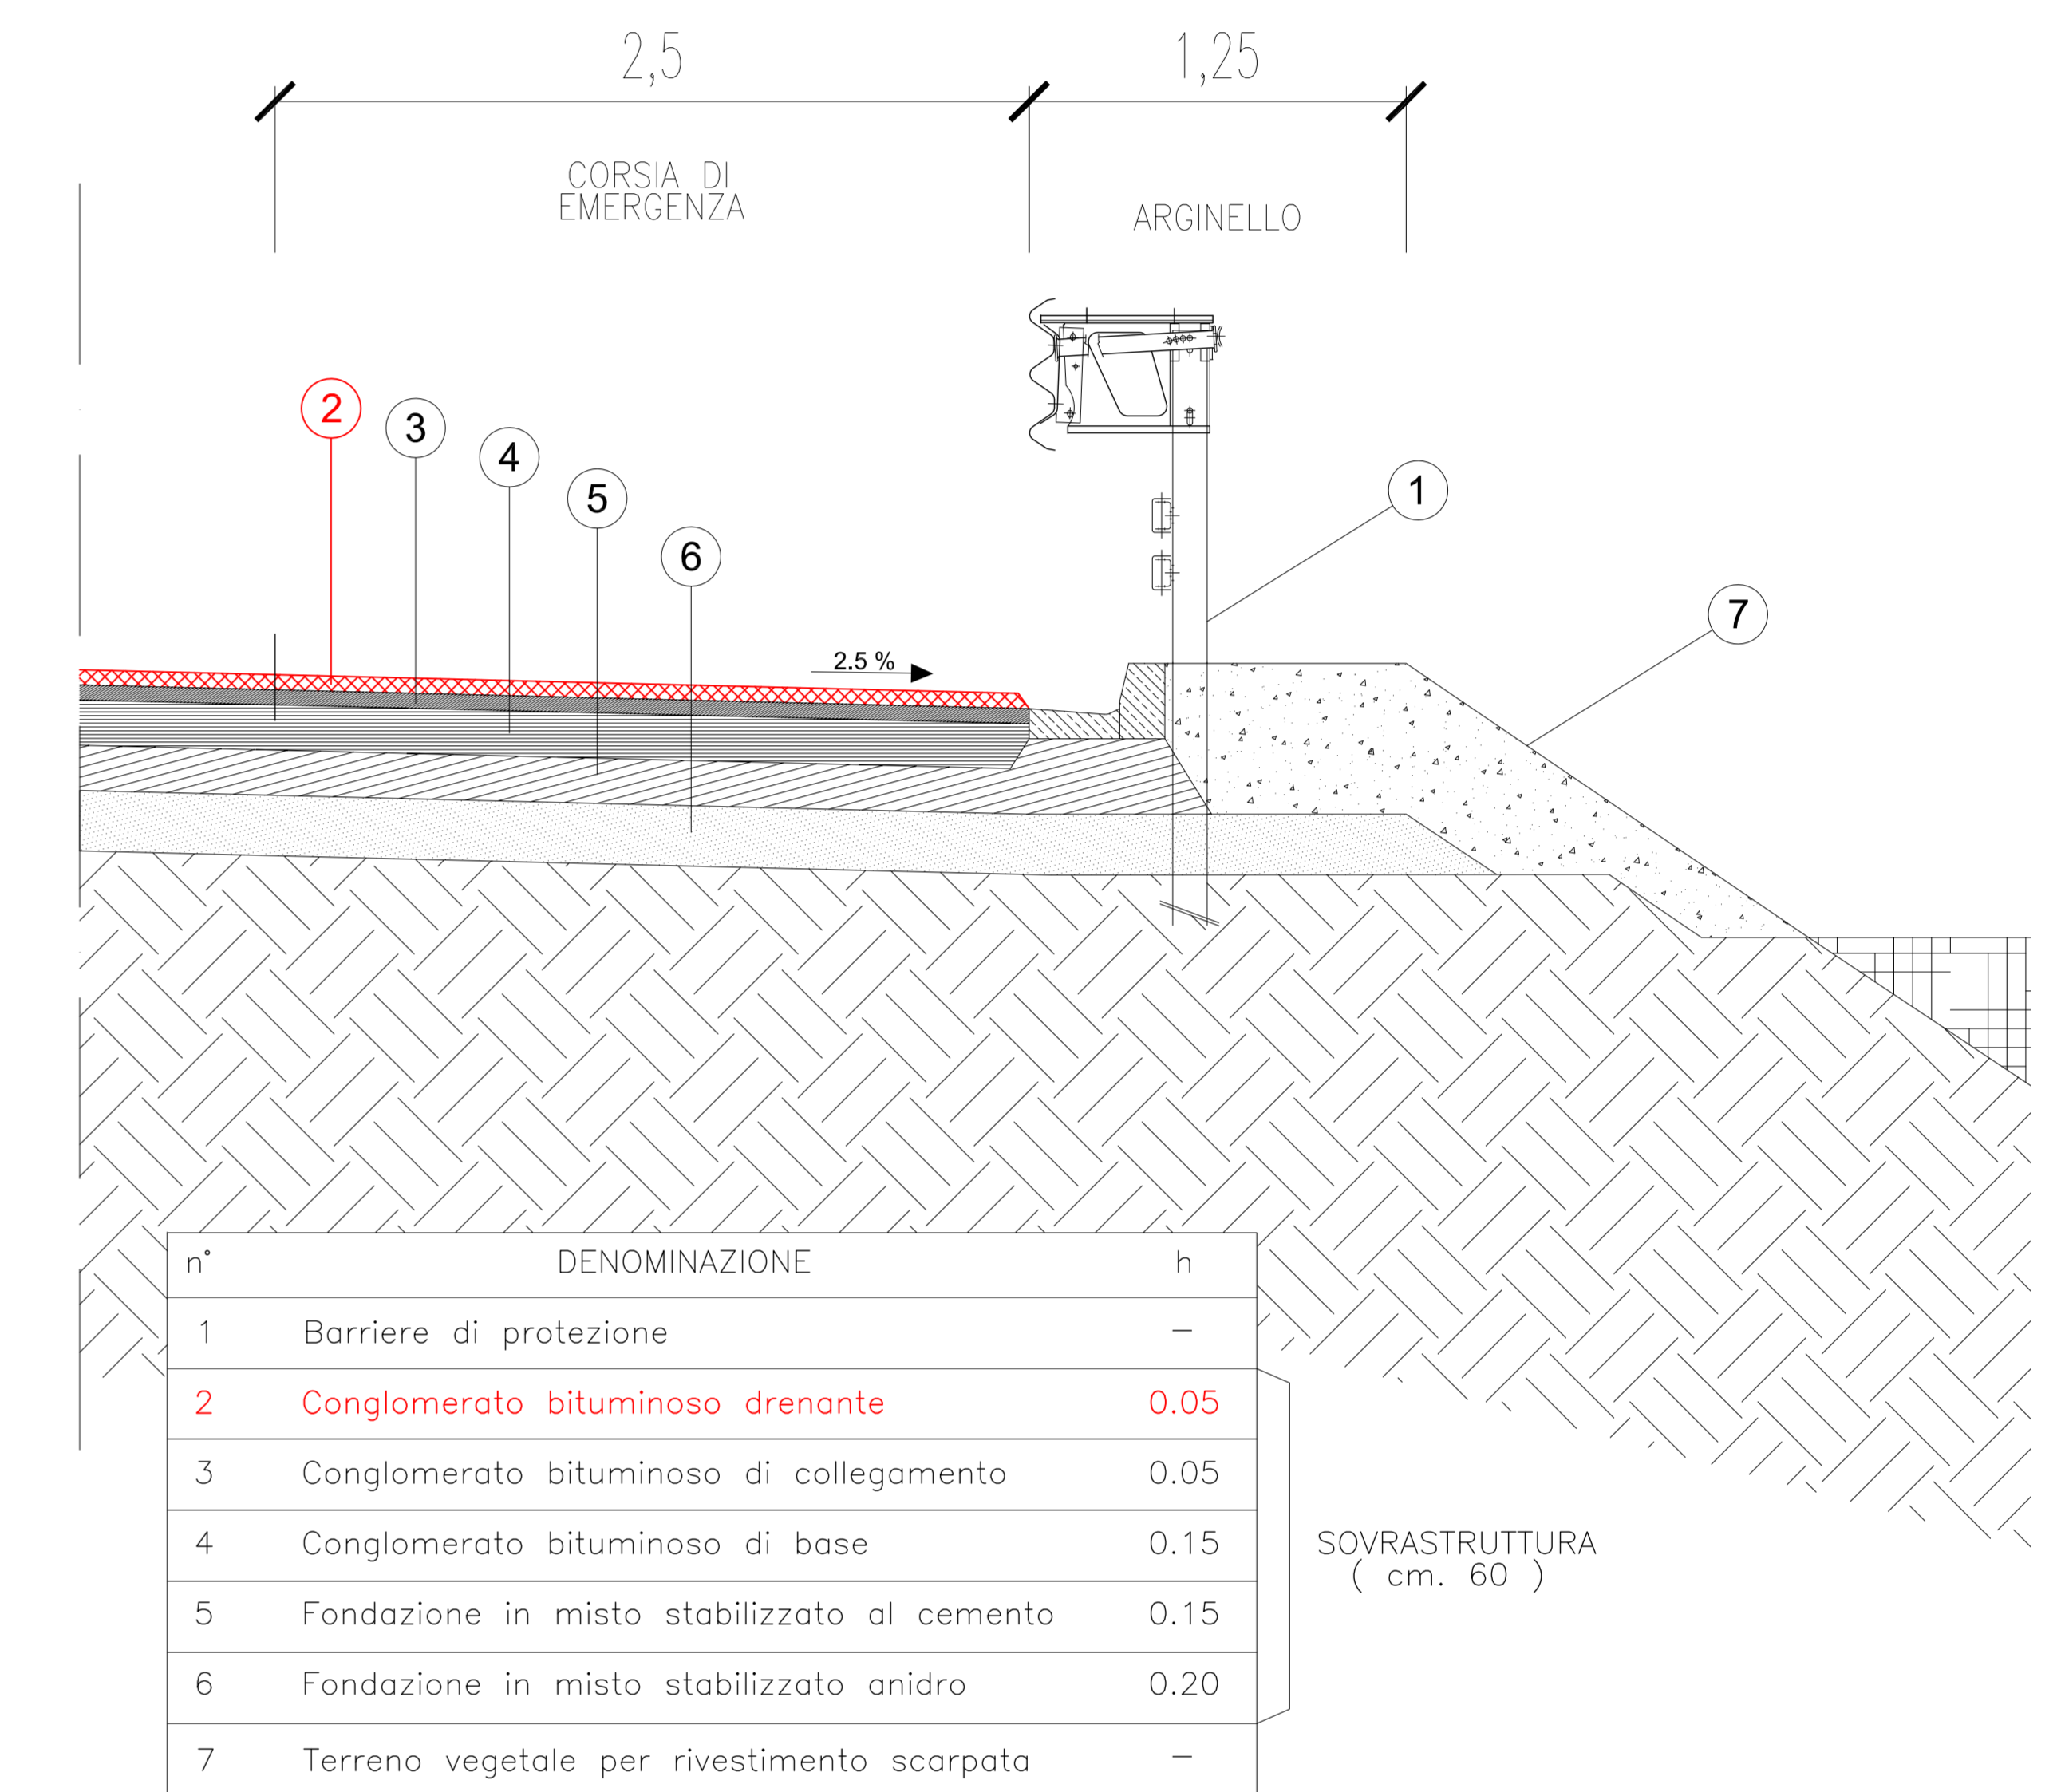 2,5
1,25
CORSIA DI
EMERGENZA
ARGINELLO
2
3
4
5
6
1
7
2.5 %
n° DENOMINAZIONE h
1 Barriere di protezione –
2 Conglomerato bituminoso drenante 0.05
3 Conglomerato bituminoso di collegamento 0.05
4 Conglomerato bituminoso di base 0.15
5 Fondazione in misto stabilizzato al cemento 0.15
6 Fondazione in misto stabilizzato anidro 0.20
7 Terreno vegetale per rivestimento scarpata –
SOVRASTRUTTURA
( cm. 60 )